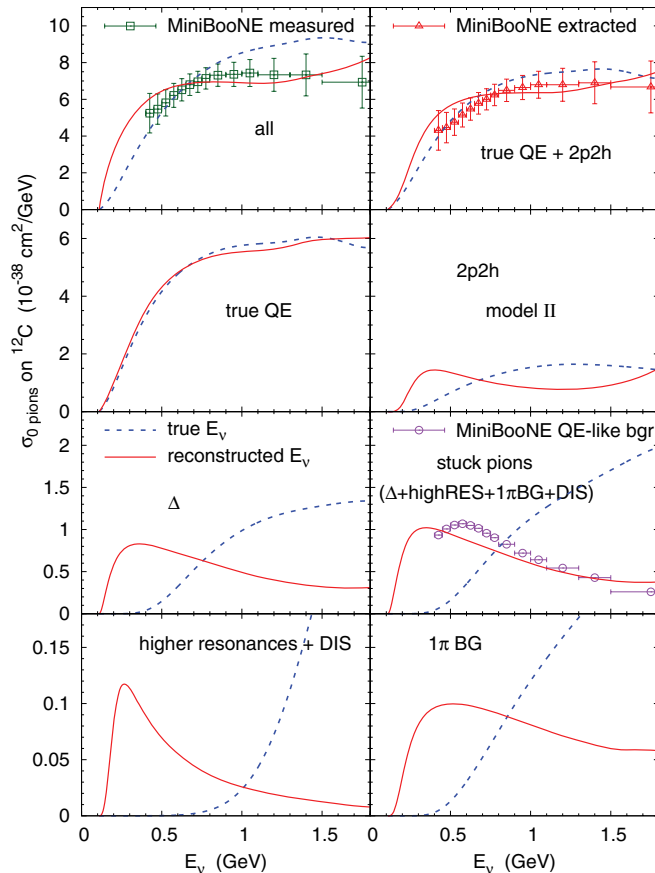 MiniBooNE measured
all
MiniBooNE extracted
true QE + 2p2h
true QE
2p2h
model II
true Eν
reconstructed Eν
Δ
MiniBooNE QE-like bgr
stuck pions
(Δ+highRES+1πBG+DIS)
higher resonances + DIS
1π BG
σ0 pions on 12C (10-38 cm2/GeV)
10
8
6
4
2
0
6
4
2
0
2
1.5
1
0.5
0
0.15
0.1
0.05
0
0 0.5 1 1.5
0 0.5 1 1.5
Eν (GeV)
Eν (GeV)